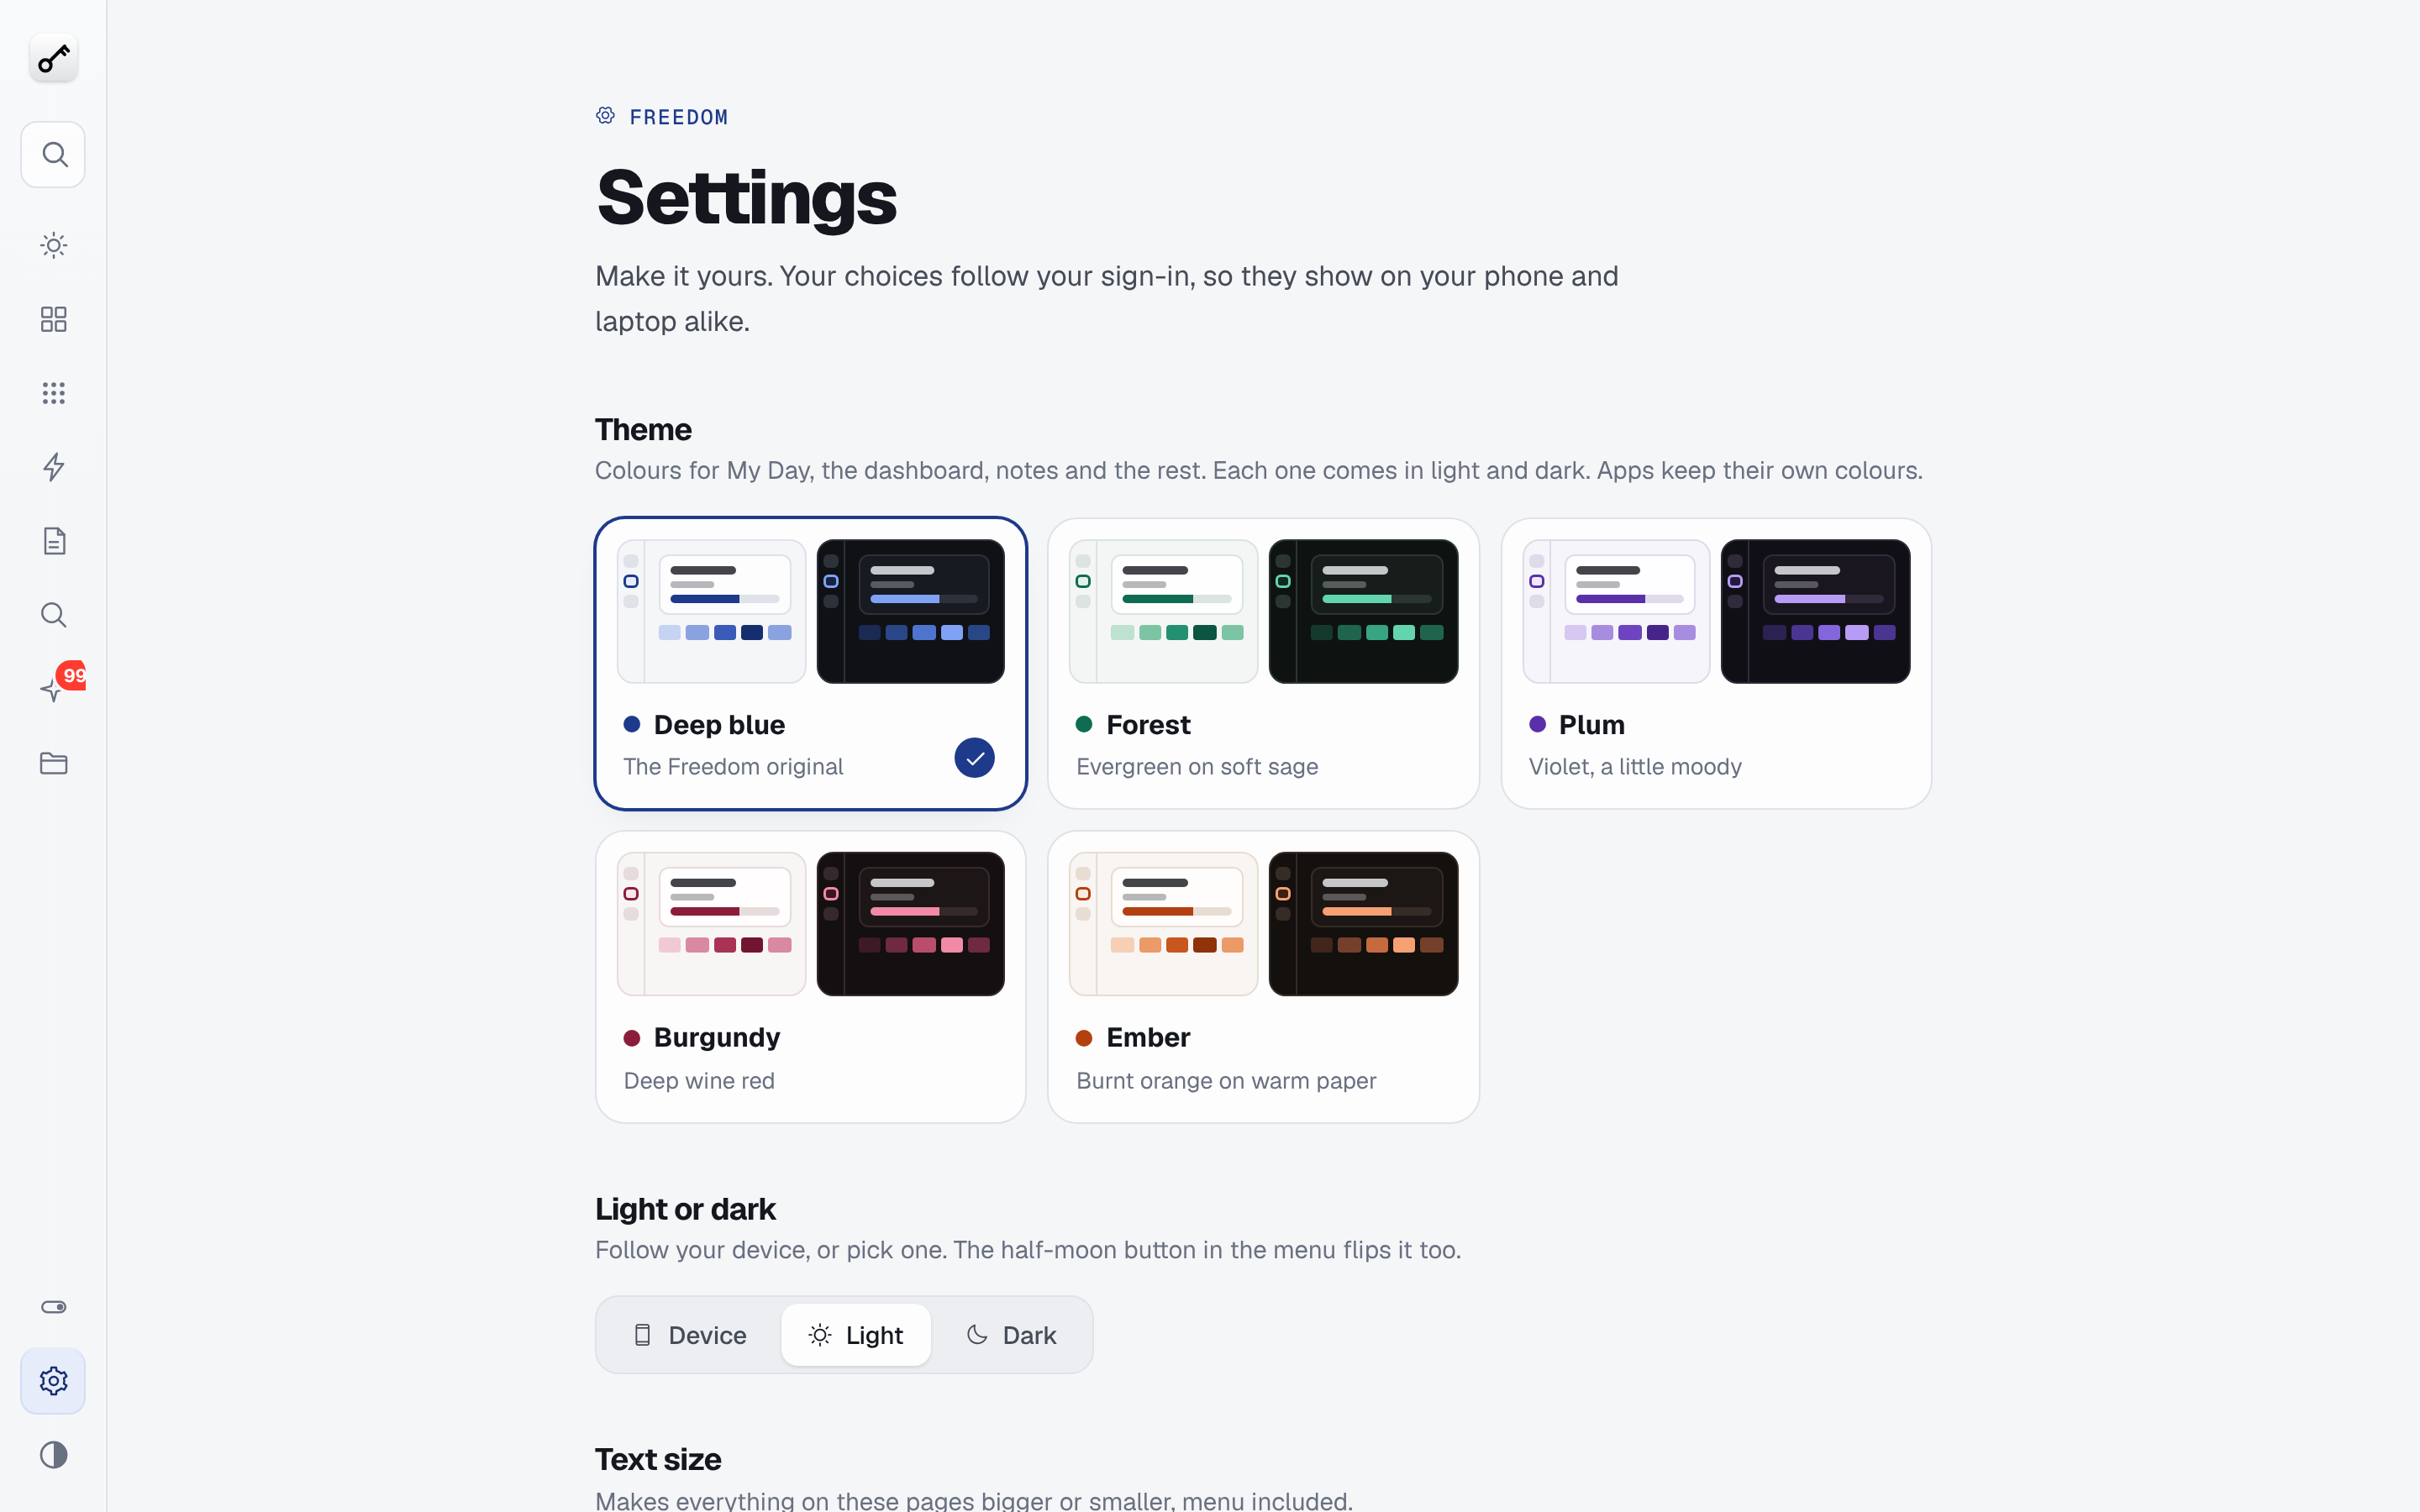 FREEDOM
Settings
Make it yours. Your choices follow your sign-in, so they show on your phone and
laptop alike.
Theme
Colours for My Day, the dashboard, notes and the rest. Each one comes in light and dark. Apps keep their own colours.
Deep blue
The Freedom original
Forest
Evergreen on soft sage
Plum
Violet, a little moody
99
Burgundy
Deep wine red
Ember
Burnt orange on warm paper
Light or dark
Follow your device, or pick one. The half-moon button in the menu flips it too.
Device
Light
Dark
Text size
Makes everything on these pages bigger or smaller, menu included.